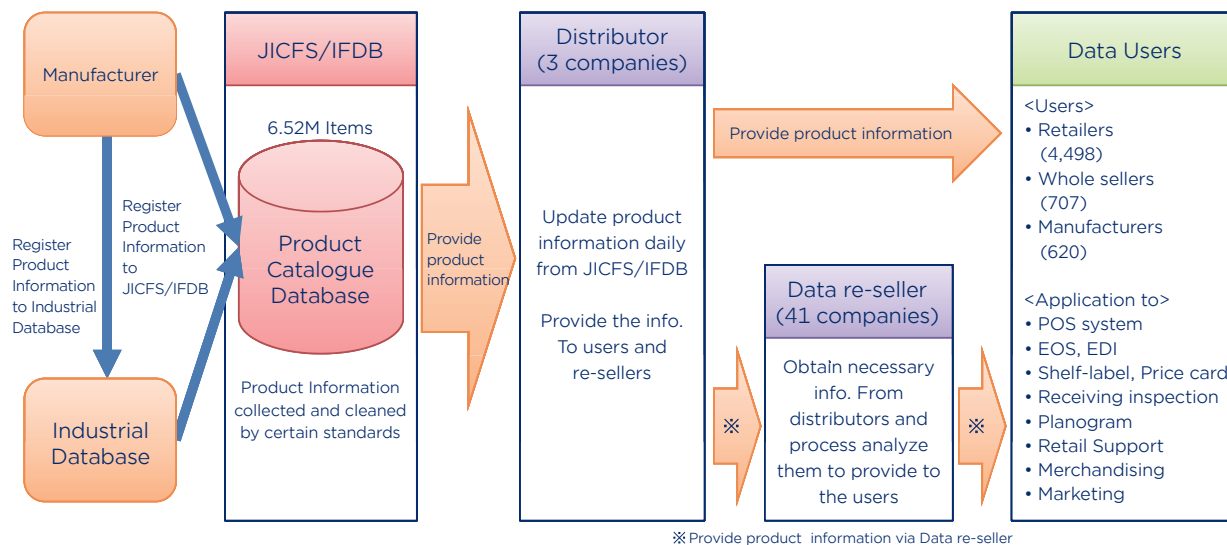 Manufacturer
Register
Product
Information
to Industrial
Database
Register
Product
Information
to
JICFS/IFDB
Industrial
Database
JICFS/IFDB
6.52M Items
Product
Catalogue
Database
Product Information
collected and cleaned
by certain standards
Provide
product
information
Distributor
(3 companies)
Update product
information daily
from JICFS/IFDB
Provide the info.
To users and
re-sellers
Provide product information
※
Data re-seller
(41 companies)
Obtain necessary
info. From
distributors and
process analyze
them to provide to
the users
※
Data Users
<Users>
• Retailers
(4,498)
• Whole sellers
(707)
• Manufacturers
(620)
<Application to>
• POS system
• EOS, EDI
• Shelf-label, Price card
• Receiving inspection
• Planogram
• Retail Support
• Merchandising
• Marketing
※Provide product information via Data re-seller